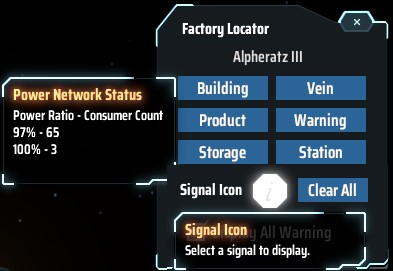 Factory Locator
Alpheratz III
Building
Vein
Power Network Status
Power Ratio - Consumer Count
97% - 65
100% - 3
Product
Warning
Storage
Station
Signal Icon
Clear All
Signal Icon
All Warning
Select a signal to display.